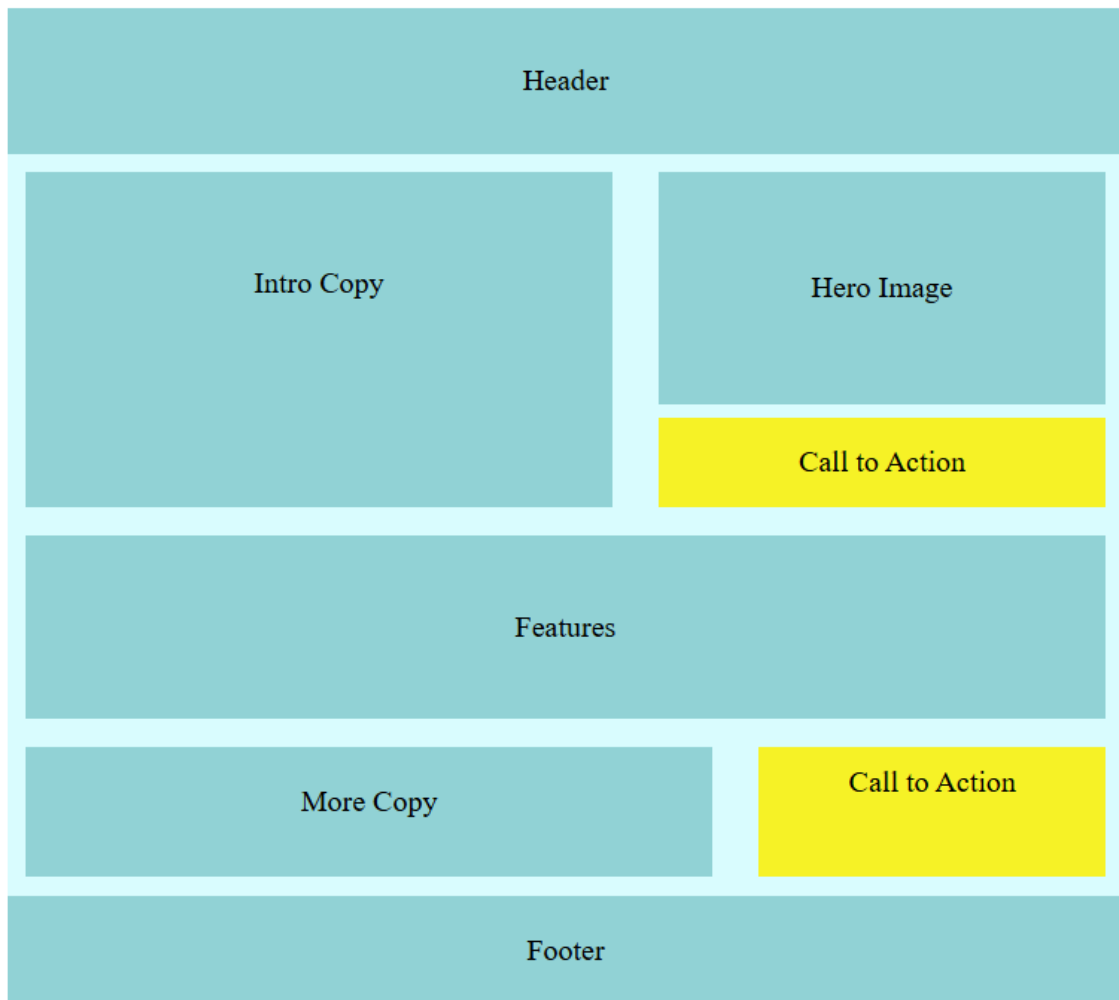 Header
Intro Copy
Hero Image
Call to Action
Features
More Copy
Call to Action
Footer